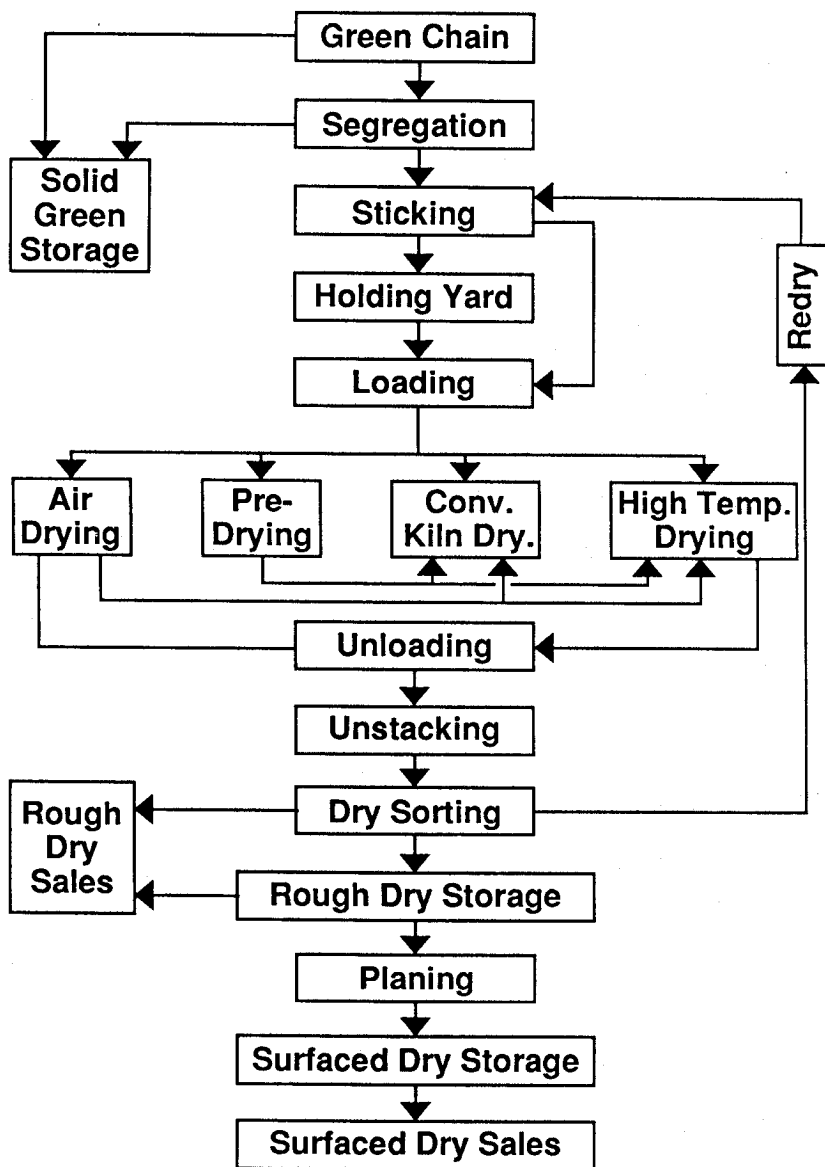 Green Chain
Segregation
Solid
Green
Storage
Sticking
Holding Yard
Redry
Loading
Air
Drying
Pre-
Drying
Conv.
Kiln Dry.
High Temp.
Drying
Unloading
Unstacking
Dry Sorting
Rough
Dry
Sales
Rough Dry Storage
Planing
Surfaced Dry Storage
Surfaced Dry Sales